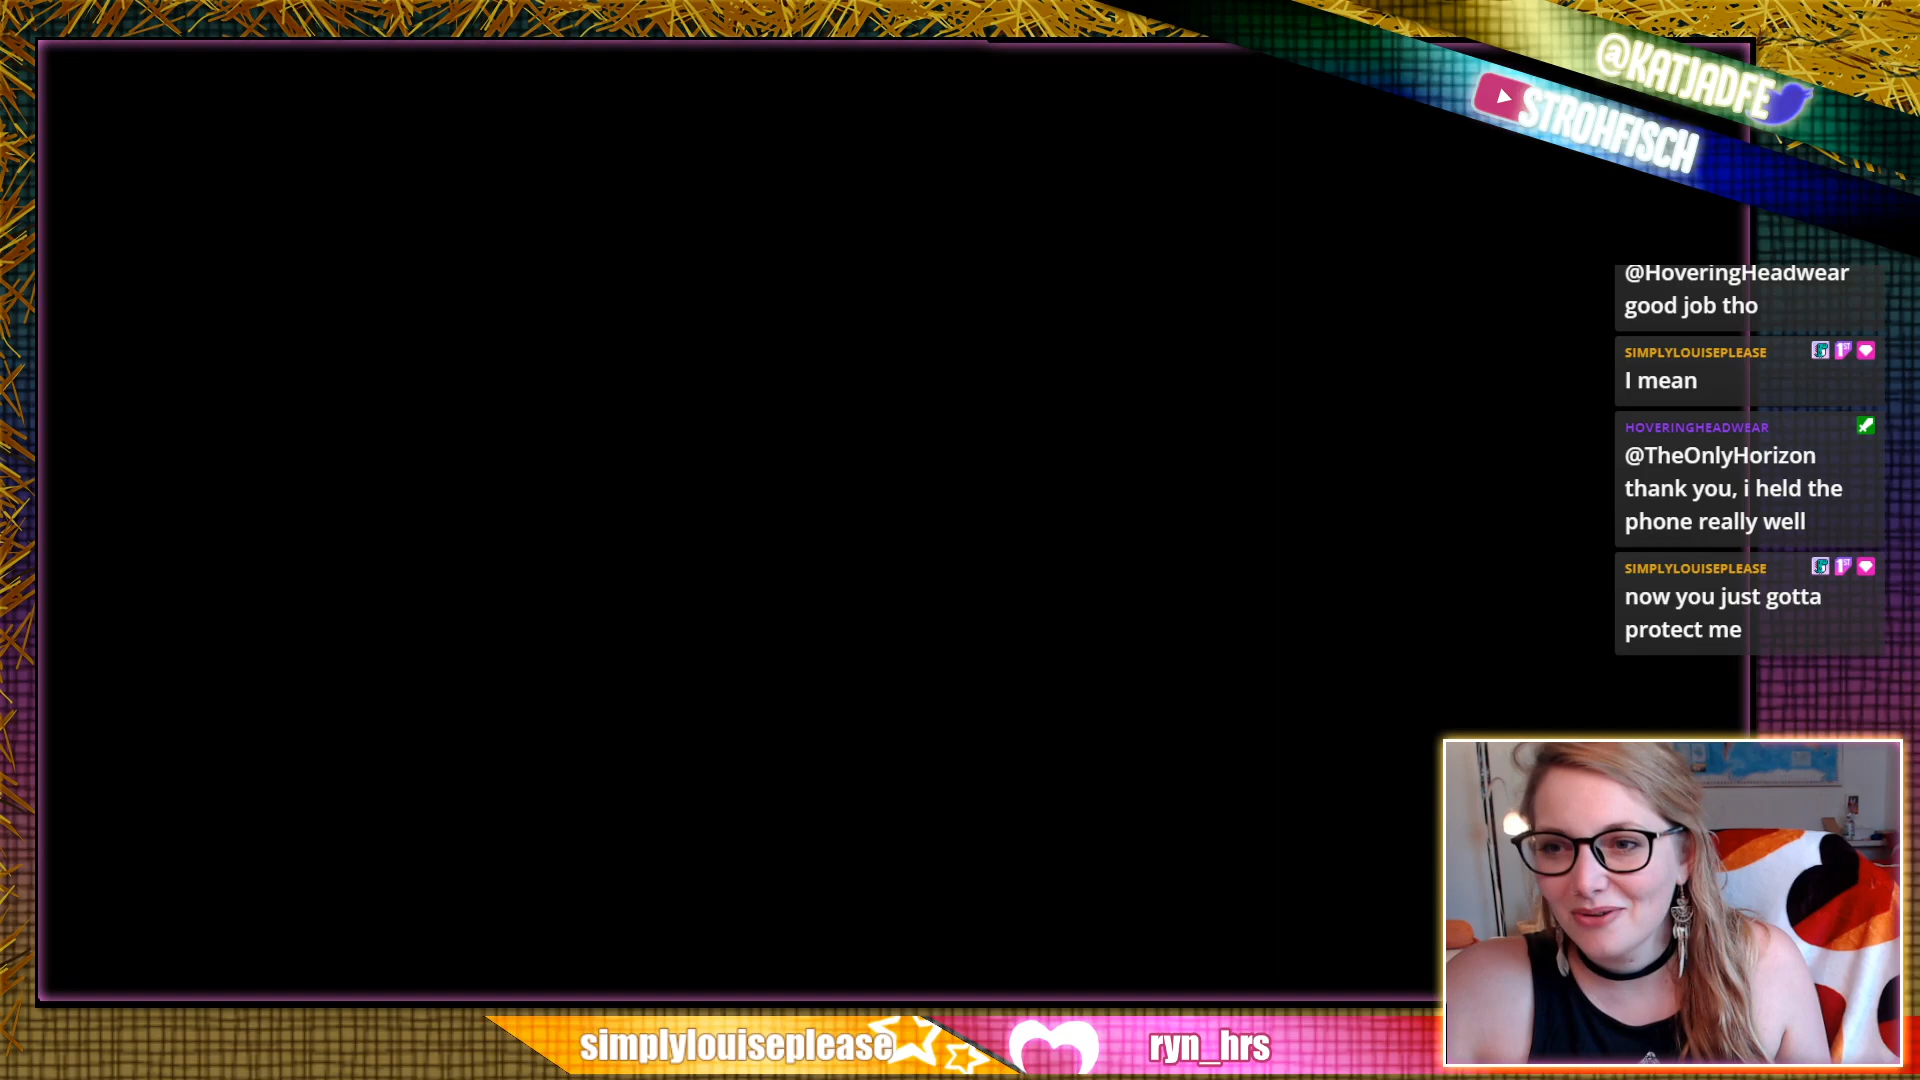 @KATJADFE
STROHFISCH
@HoveringHeadwear
good job tho
SIMPLYLOUISEPLEASE
I mean
HOVERINGHEADWEAR
@TheOnlyHorizon
thank you, i held the
phone really well
SIMPLYLOUISEPLEASE
now you just gotta
protect me
simplylouiseplease
ryn_hrs